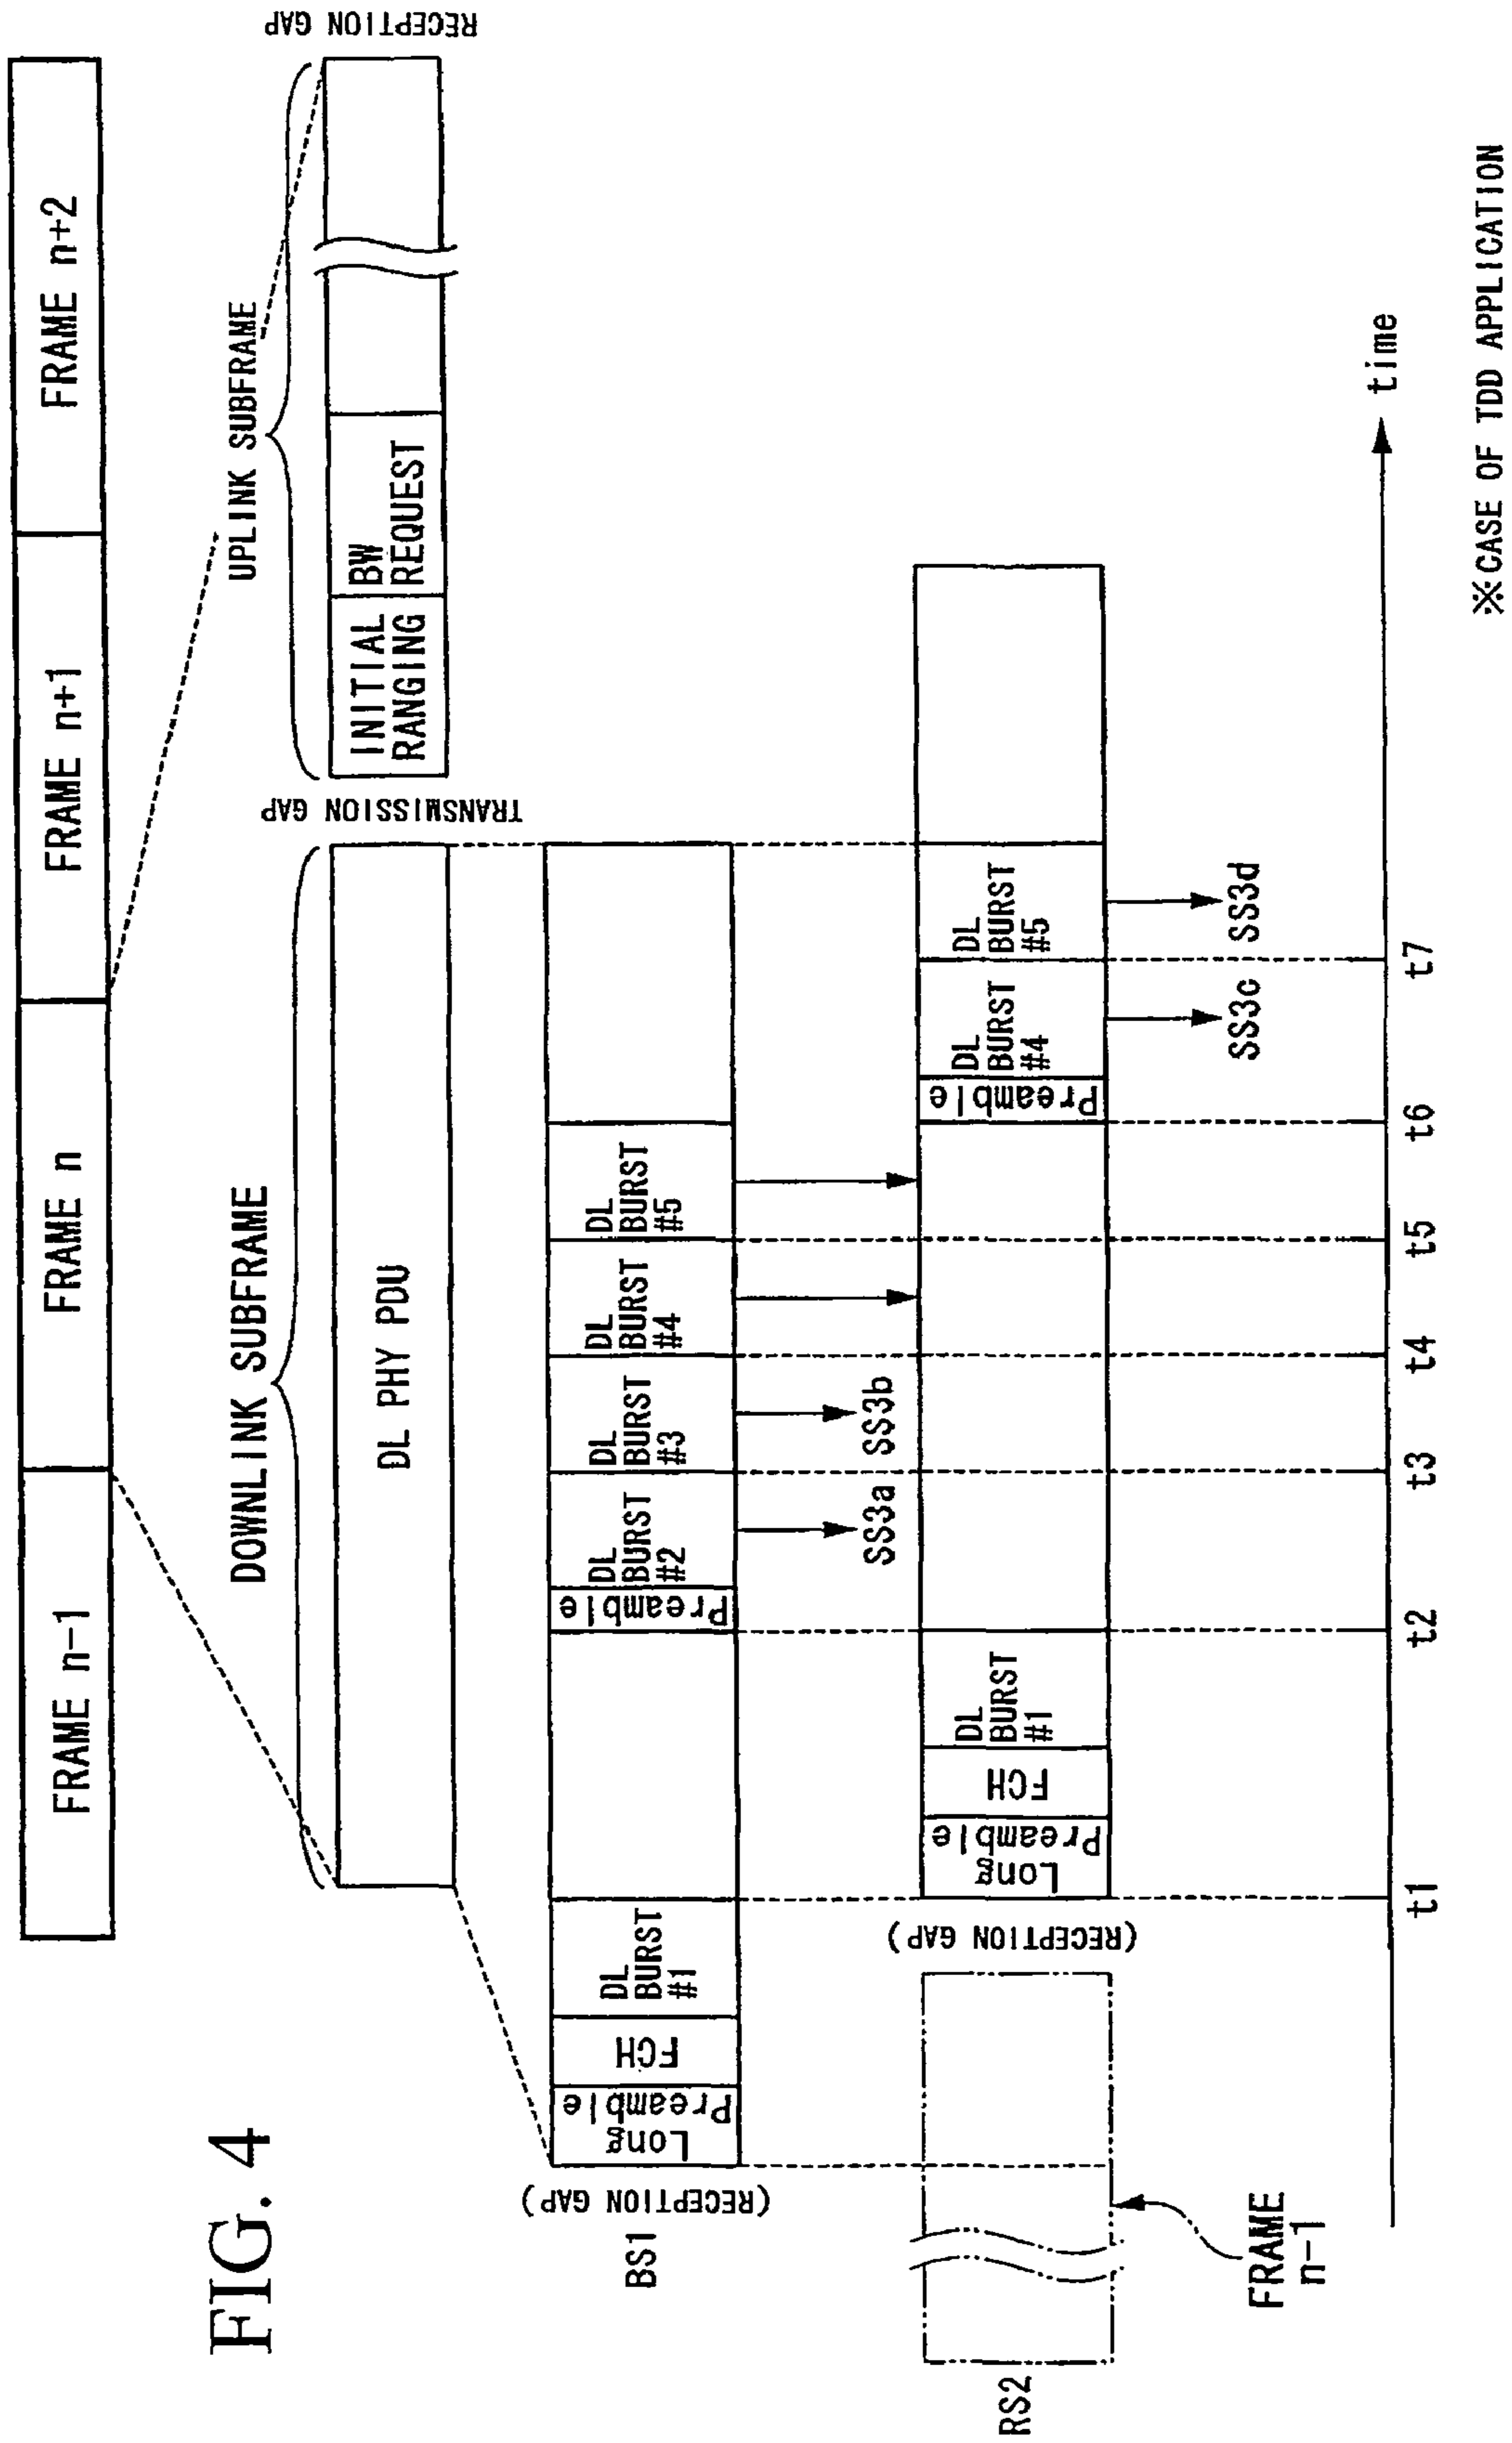 FIG. 4
FRAME n-1
FRAME n
FRAME n+1
FRAME n+2
DOWNLINK SUBFRAME
UPLINK SUBFRAME
DL PHY PDU
TRANSMISSION GAP
INITIAL
RANGING
BW
REQUEST
RECEPTION GAP
BS1
(RECEPTION GAP)
Long
Preamble
FCH
DL
BURST
#1
Preamble
DL
BURST
#2
DL
BURST
#3
DL
BURST
#4
DL
BURST
#5
SS3a
SS3b
RS2
(RECEPTION GAP)
Long
Preamble
FCH
DL
BURST
#1
Preamble
DL
BURST
#4
DL
BURST
#5
SS3c
SS3d
FRAME
n-1
t1
t2
t3
t4
t5
t6
t7
time
※CASE OF TDD APPLICATION